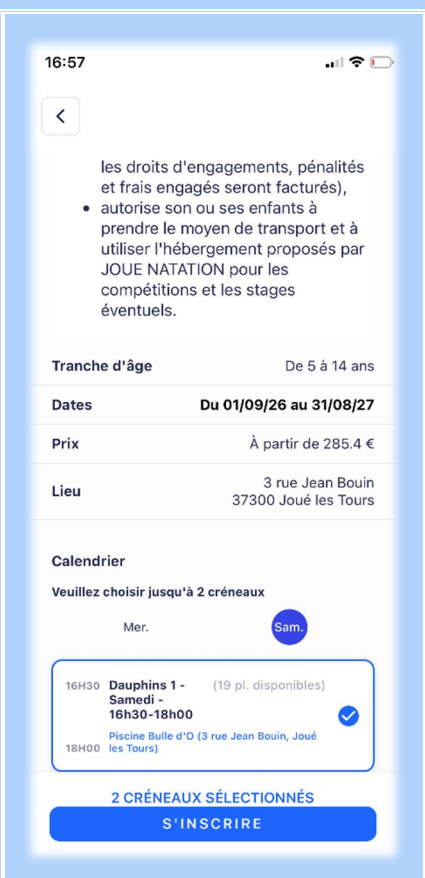 16:57
les droits d'engagements, pénalités
et frais engagés seront facturés),
• autorise son ou ses enfants à
prendre le moyen de transport et à
utiliser l'hébergement proposés par
JOUE NATATION pour les
compétitions et les stages
éventuels.
Tranche d'âge De 5 à 14 ans
Dates Du 01/09/26 au 31/08/27
Prix À partir de 285.4 €
Lieu 3 rue Jean Bouin
37300 Joué les Tours
Calendrier
Veuillez choisir jusqu'à 2 créneaux
Mer. Sam.
16H30 Dauphins 1 - (19 pl. disponibles)
Samedi -
16h30-18h00
Piscine Bulle d'O (3 rue Jean Bouin, Joué
18H00 les Tours)
2 CRÉNEAUX SÉLECTIONNÉS
S'INSCRIRE